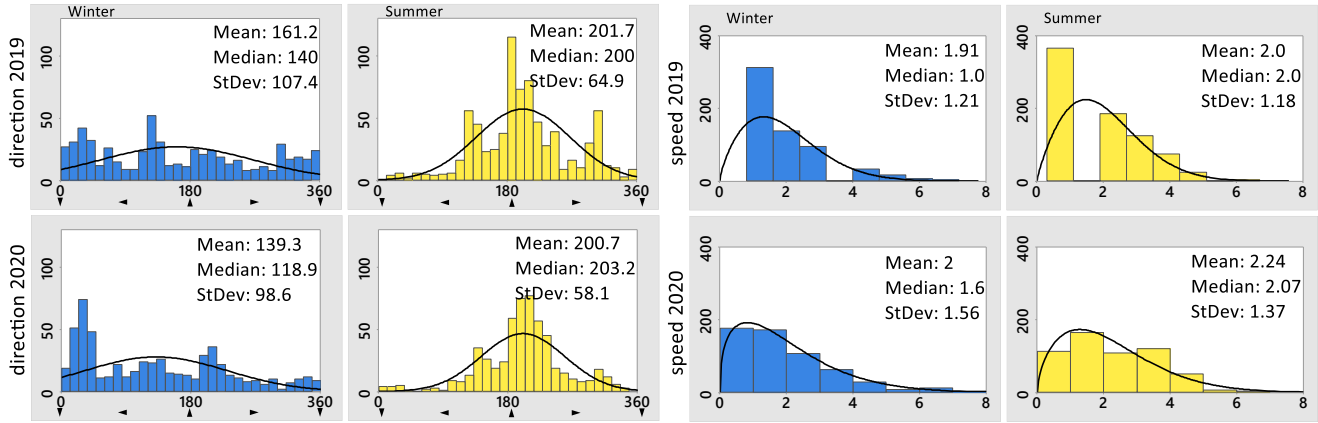 Winter
Summer
Winter
Summer
direction 2019
100
50
0
Mean: 161.2
Median: 140
StDev: 107.4
0
180
360
Mean: 201.7
Median: 200
StDev: 64.9
100
50
0
0
180
360
speed 2019
400
200
0
Mean: 1.91
Median: 1.0
StDev: 1.21
0
2
4
6
8
400
200
0
Mean: 2.0
Median: 2.0
StDev: 1.18
0
2
4
6
8
direction 2020
100
50
0
Mean: 139.3
Median: 118.9
StDev: 98.6
0
180
360
100
50
0
Mean: 200.7
Median: 203.2
StDev: 58.1
0
180
360
speed 2020
400
200
0
Mean: 2
Median: 1.6
StDev: 1.56
0
2
4
6
8
400
200
0
Mean: 2.24
Median: 2.07
StDev: 1.37
0
2
4
6
8